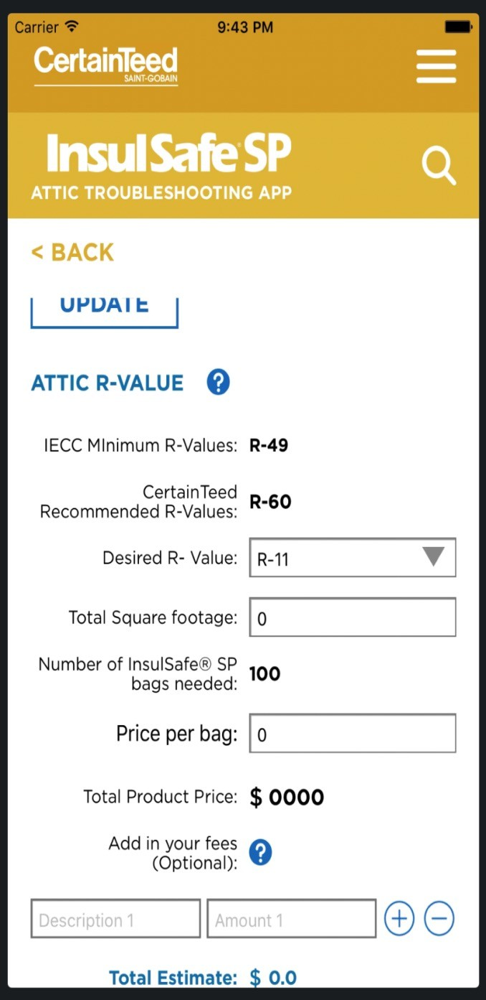 Carrier 9:43 PM
CertainTeed
SAINT-GOBAIN
InsulSafe SP
ATTIC TROUBLESHOOTING APP
< BACK
UPDATE
ATTIC R-VALUE ?
IECC MInimum R-Values: R-49
CertainTeed
Recommended R-Values: R-60
Desired R- Value: R-11
Total Square footage: 0
Number of InsulSafe® SP
bags needed: 100
Price per bag: 0
Total Product Price: $ 0000
Add in your fees
(Optional): ?
Description 1 Amount 1 + −
Total Estimate: $ 0.0